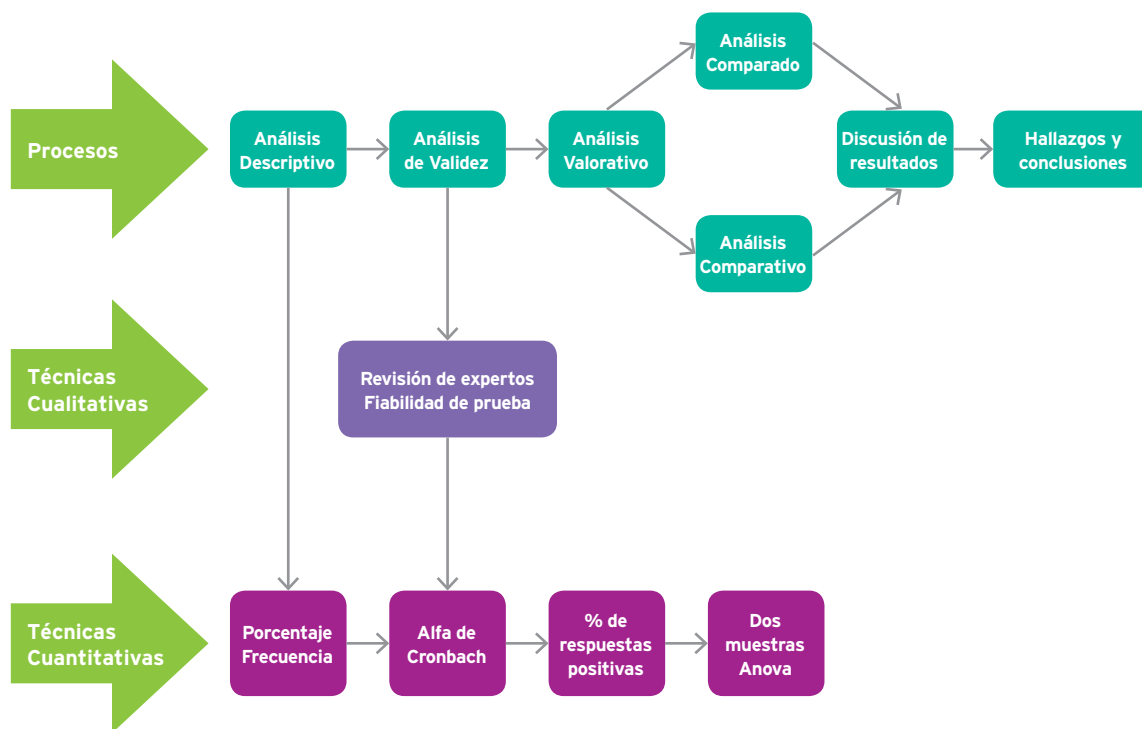 Procesos
Análisis
Descriptivo
Análisis
de Validez
Análisis
Valorativo
Análisis
Comparado
Análisis
Comparativo
Discusión de
resultados
Hallazgos y
conclusiones
Técnicas
Cualitativas
Revisión de expertos
Fiabilidad de prueba
Técnicas
Cuantitativas
Porcentaje
Frecuencia
Alfa de
Cronbach
% de
respuestas
positivas
Dos
muestras
Anova